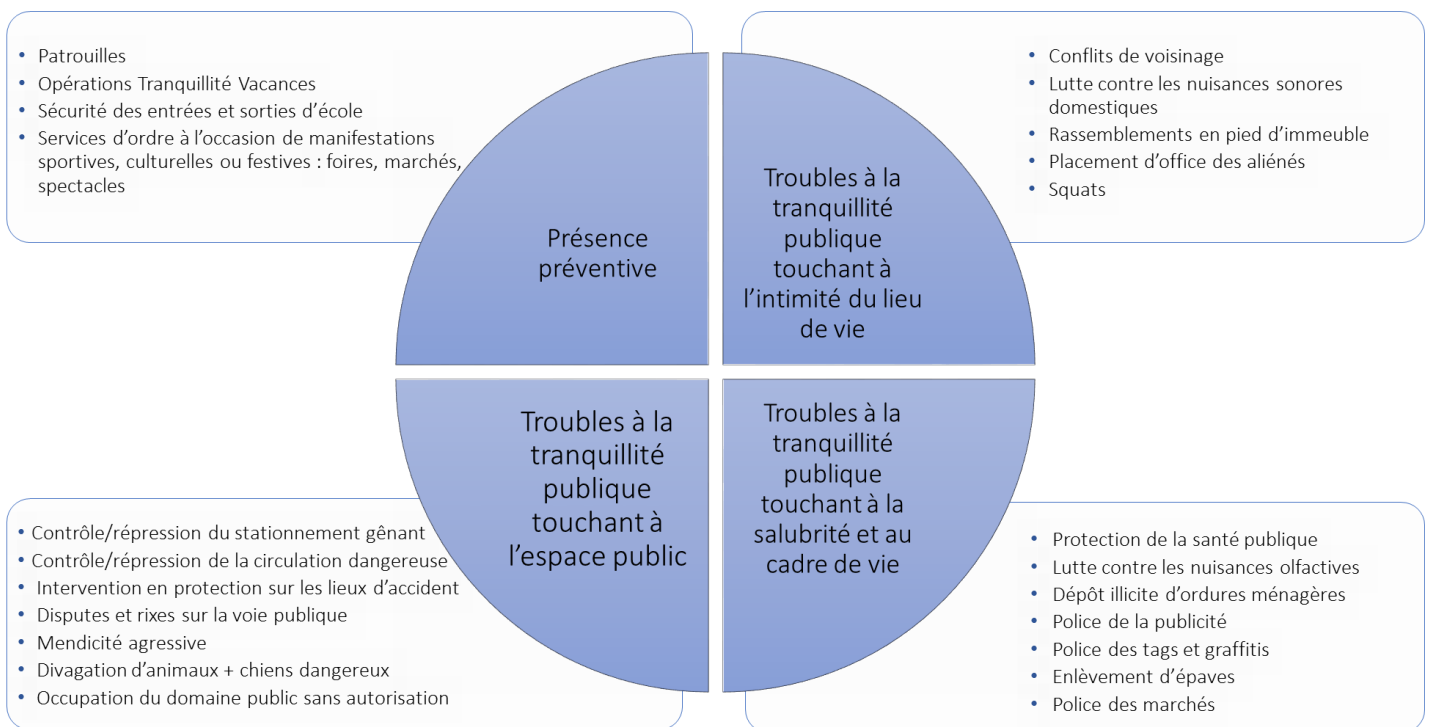 • Patrouilles
• Opérations Tranquillité Vacances
• Sécurité des entrées et sorties d'école
• Services d'ordre à l'occasion de manifestations
sportives, culturelles ou festives : foires, marchés,
spectacles
Présence
préventive
• Conflits de voisinage
• Lutte contre les nuisances sonores
domestiques
• Rassemblements en pied d'immeuble
• Placement d'office des aliénés
• Squats
Troubles à la
tranquillité
publique
touchant à
l'intimité du lieu
de vie
• Contrôle/répression du stationnement gênant
• Contrôle/répression de la circulation dangereuse
• Intervention en protection sur les lieux d'accident
• Disputes et rixes sur la voie publique
• Mendicité agressive
• Divagation d'animaux + chiens dangereux
• Occupation du domaine public sans autorisation
Troubles à la
tranquillité
publique
touchant à
l'espace public
Troubles à la
tranquillité
publique
touchant à la
salubrité et au
cadre de vie
• Protection de la santé publique
• Lutte contre les nuisances olfactives
• Dépôt illicite d'ordures ménagères
• Police de la publicité
• Police des tags et graffitis
• Enlèvement d'épaves
• Police des marchés